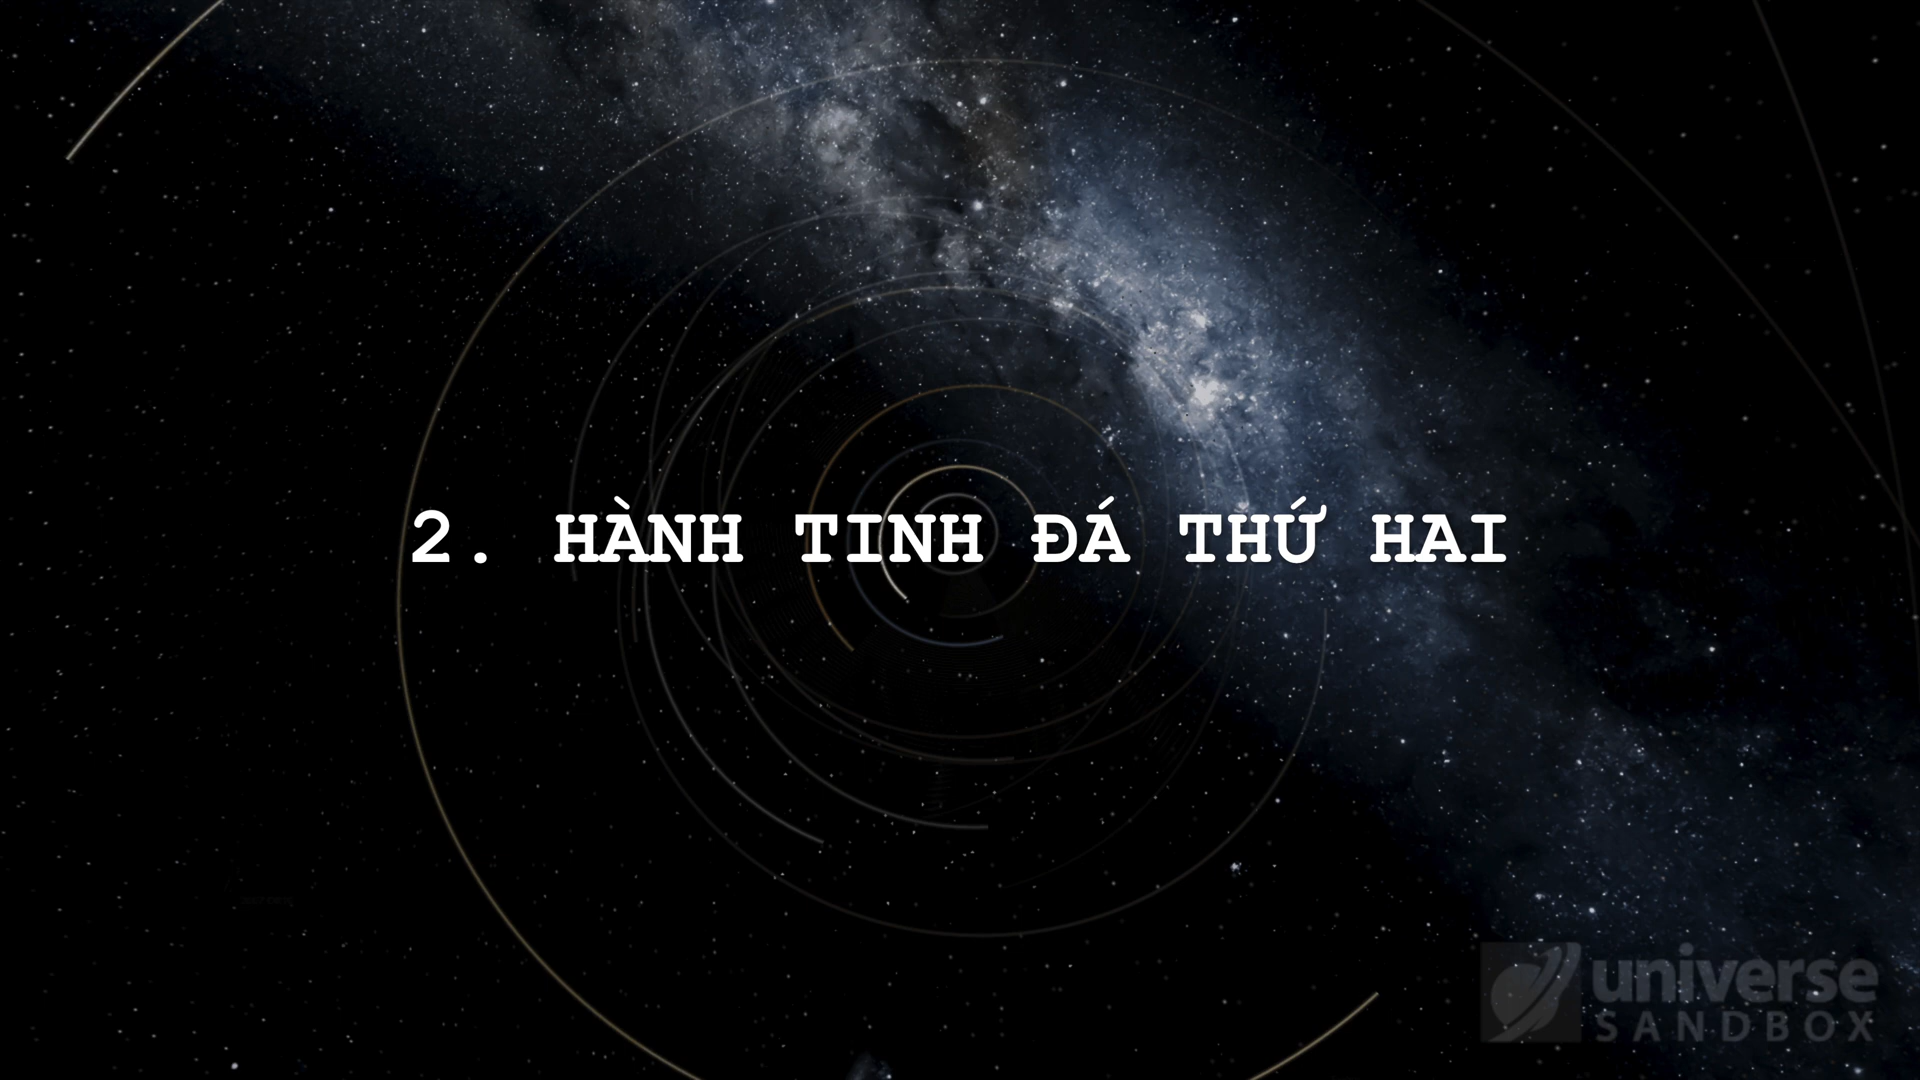 2. HÀNH TINH ĐÁ THỨ HAI
universe
SANDBOX